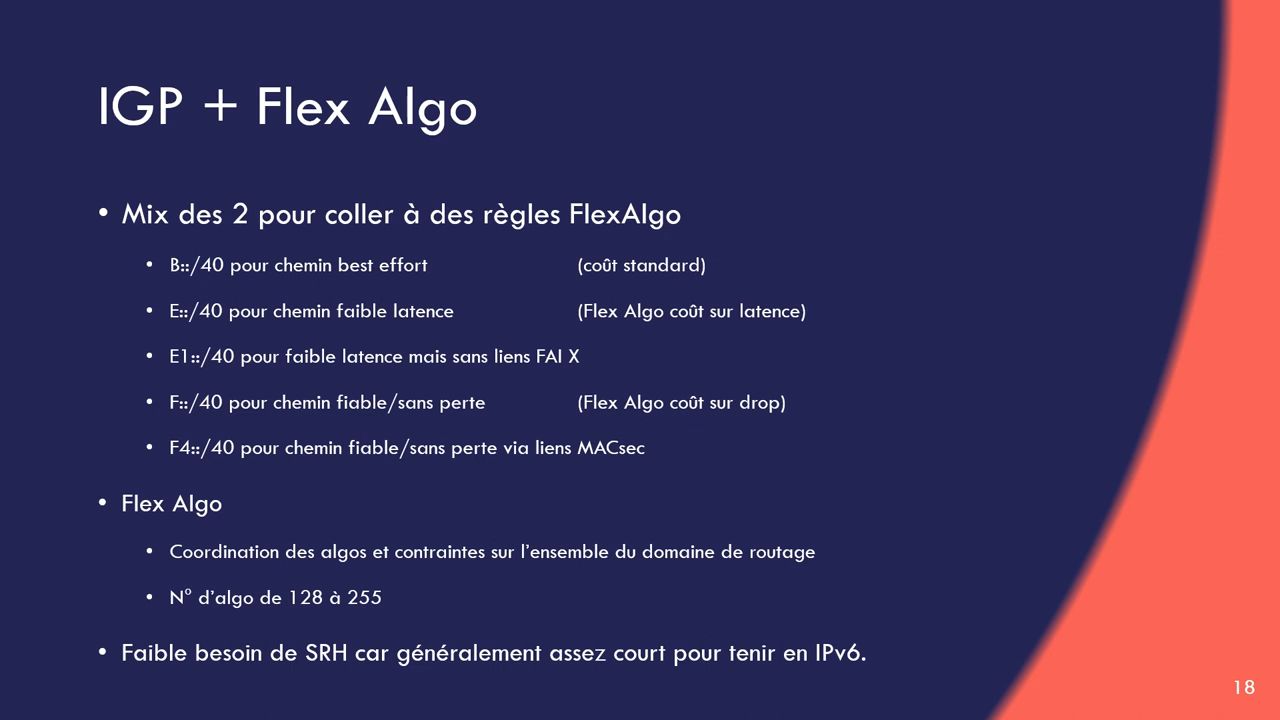 IGP + Flex Algo
• Mix des 2 pour coller à des règles FlexAlgo
• B::/40 pour chemin best effort (coût standard)
• E::/40 pour chemin faible latence (Flex Algo coût sur latence)
• E1::/40 pour faible latence mais sans liens FAI X
• F::/40 pour chemin fiable/sans perte (Flex Algo coût sur drop)
• F4::/40 pour chemin fiable/sans perte via liens MACsec
• Flex Algo
• Coordination des algos et contraintes sur l’ensemble du domaine de routage
• N° d’algo de 128 à 255
• Faible besoin de SRH car généralement assez court pour tenir en IPv6.
18